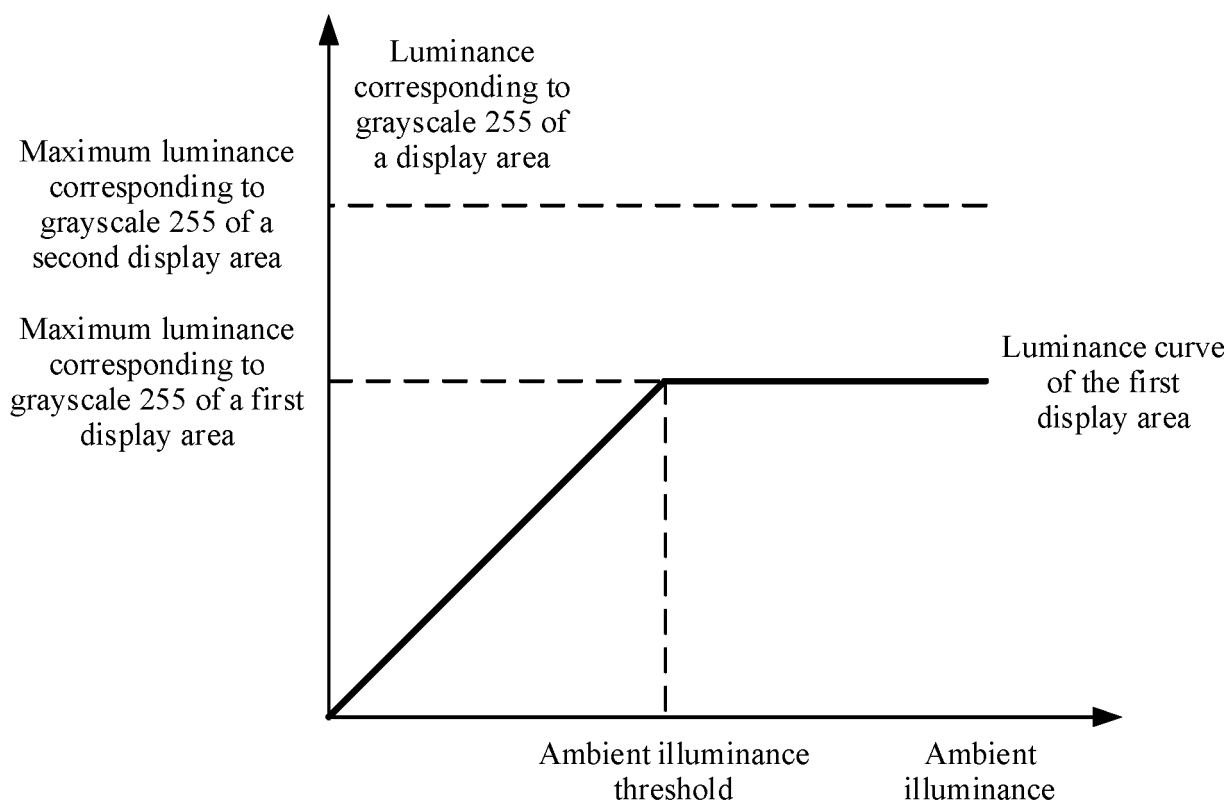 Luminance
corresponding to
grayscale 255 of
a display area
Maximum luminance
corresponding to
grayscale 255 of a
second display area
Maximum luminance
corresponding to
grayscale 255 of a first
display area
Luminance curve
of the first
display area
Ambient illuminance
threshold
Ambient
illuminance